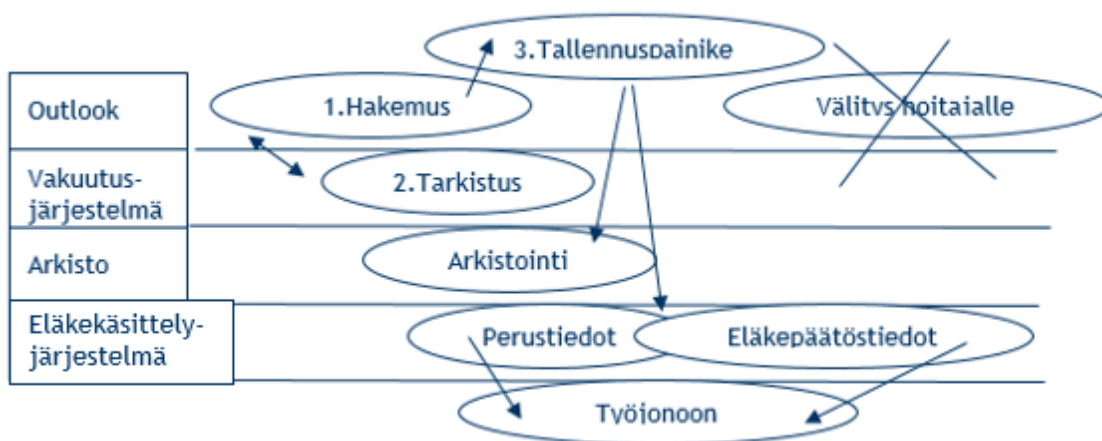 3.Tallennuspainike
Outlook
1.Hakemus
Välitys hoitajalle
Vakuutus-
järjestelmä
2.Tarkistus
Arkisto
Arkistointi
Eläkekäsittely-
järjestelmä
Perustiedot
Eläkepäätöstiedot
Työjonoon